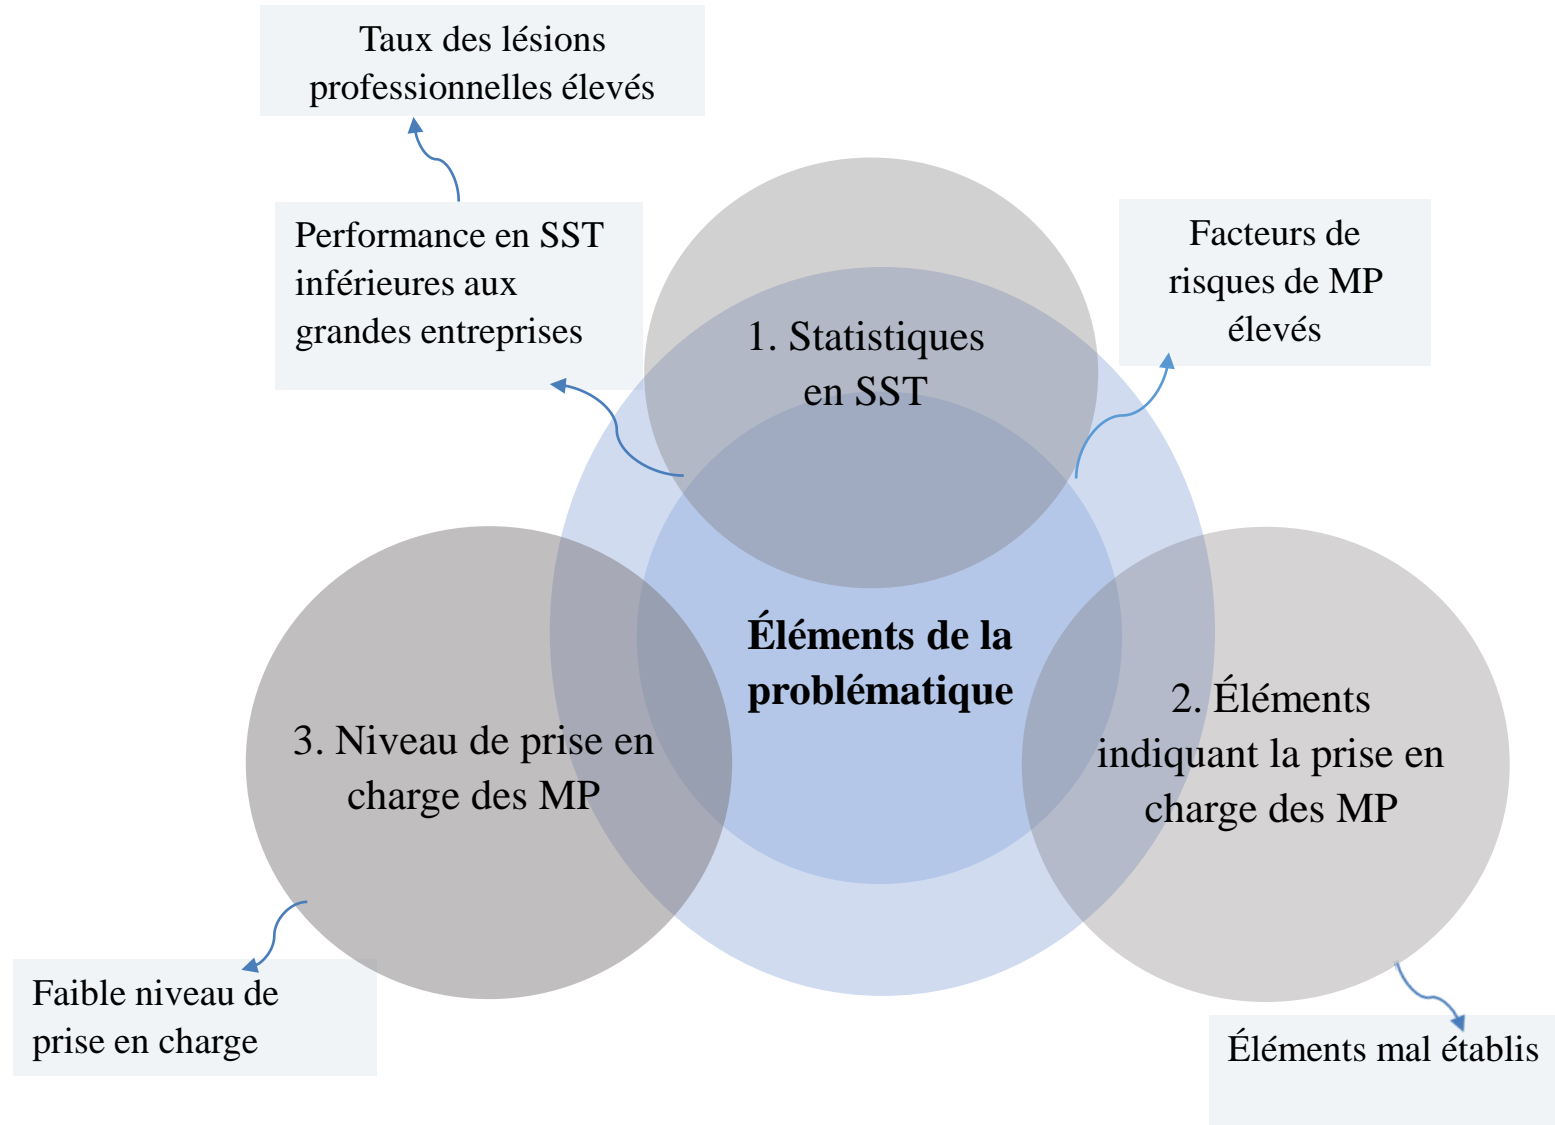 Taux des lésions
professionnelles élevés
Performance en SST
inférieures aux
grandes entreprises
Facteurs de
risques de MP
élevés
1. Statistiques
en SST
Éléments de la
problématique
2. Éléments
indiquant la prise en
charge des MP
3. Niveau de prise en
charge des MP
Faible niveau de
prise en charge
Éléments mal établis